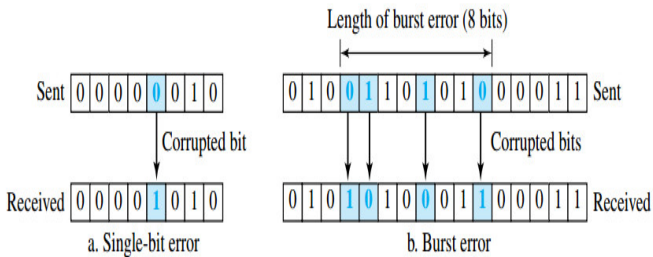 Length of burst error (8 bits)
Sent 0 0 0 0 0 0 1 0
0 1 0 0 1 1 0 1 0 1 0 0 0 0 1 1 Sent
Corrupted bit
Corrupted bits
Received 0 0 0 0 1 0 1 0
0 1 0 1 0 1 0 0 0 1 1 0 0 0 1 1 Received
a. Single-bit error
b. Burst error